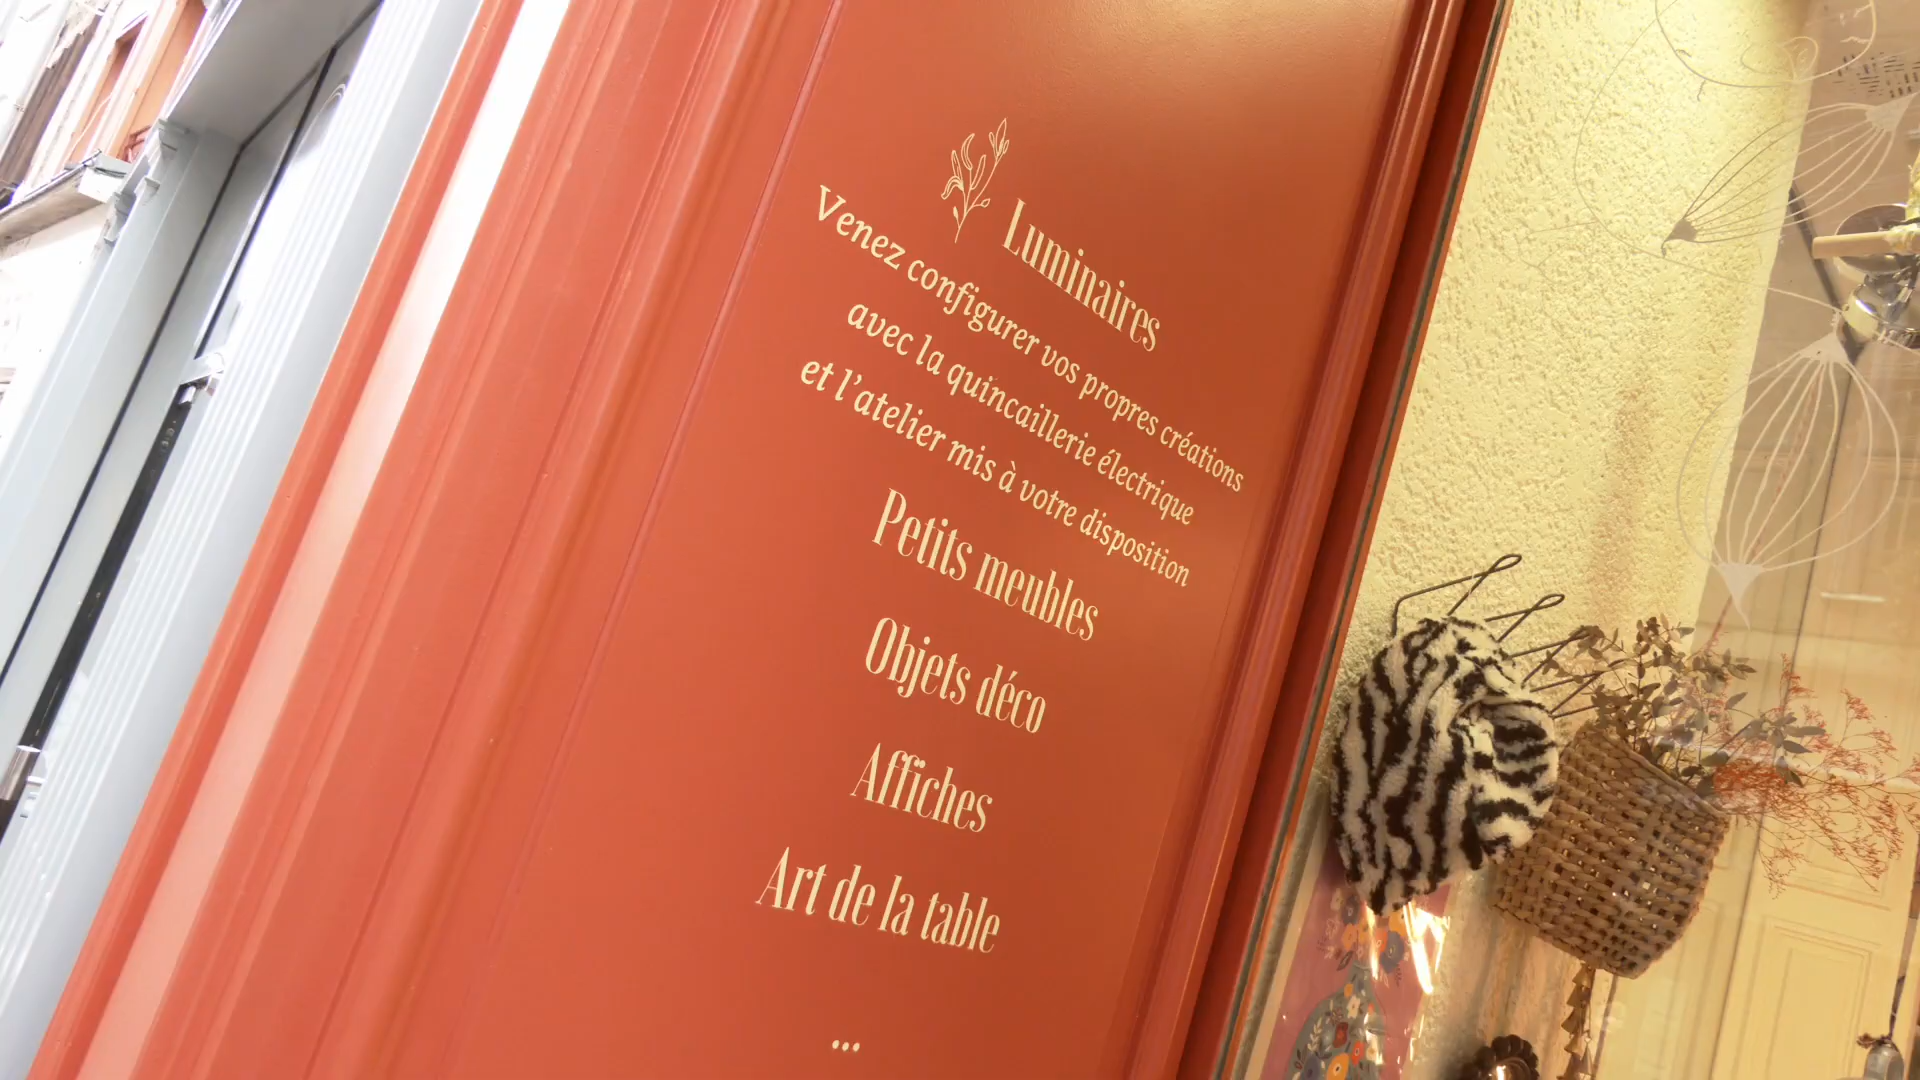 Luminaires
Venez configurer vos propres créations
avec la quincaillerie électrique
et l'atelier mis à votre disposition
Petits meubles
Objets déco
Affiches
Art de la table
...